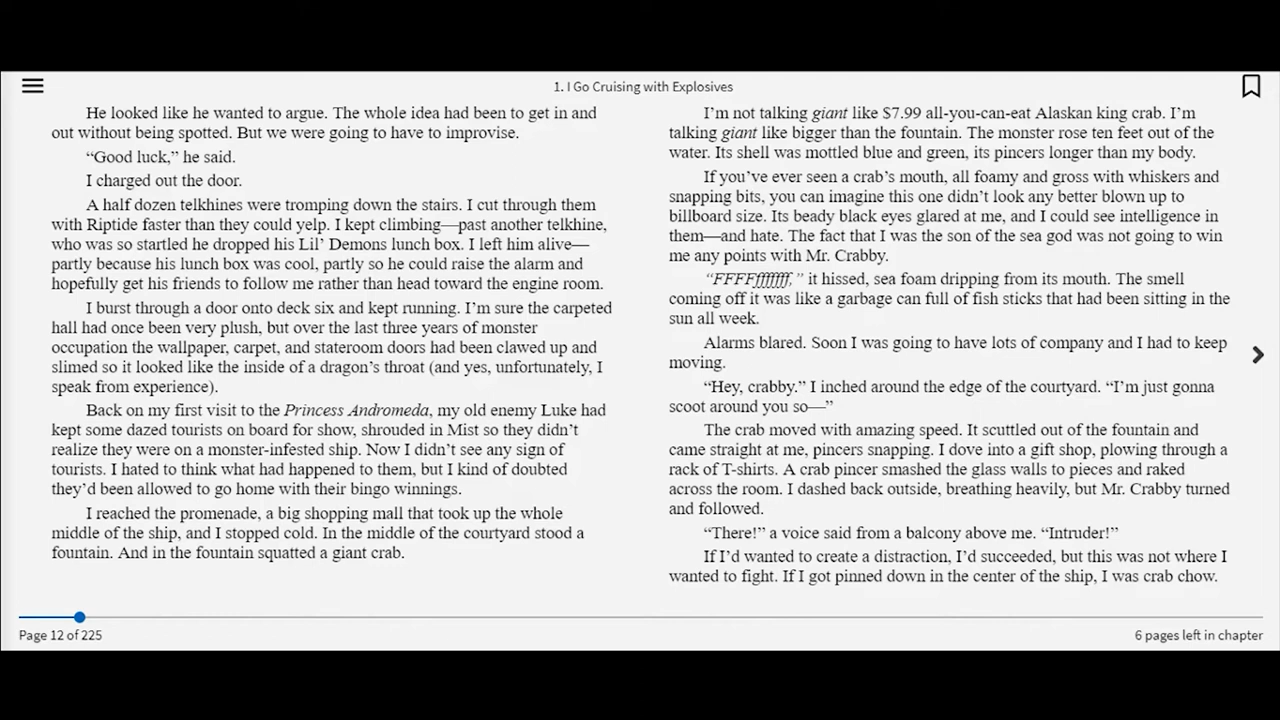 1. I Go Cruising with Explosives
He looked like he wanted to argue. The whole idea had been to get in and
out without being spotted. But we were going to have to improvise.
“Good luck,” he said.
I charged out the door.
A half dozen telkhines were tromping down the stairs. I cut through them
with Riptide faster than they could yelp. I kept climbing—past another telkhine,
who was so startled he dropped his Lil’ Demons lunch box. I left him alive—
partly because his lunch box was cool, partly so he could raise the alarm and
hopefully get his friends to follow me rather than head toward the engine room.
I burst through a door onto deck six and kept running. I’m sure the carpeted
hall had once been very plush, but over the last three years of monster
occupation the wallpaper, carpet, and stateroom doors had been clawed up and
slimed so it looked like the inside of a dragon’s throat (and yes, unfortunately, I
speak from experience).
Back on my first visit to the Princess Andromeda, my old enemy Luke had
kept some dazed tourists on board for show, shrouded in Mist so they didn’t
realize they were on a monster-infested ship. Now I didn’t see any sign of
tourists. I hated to think what had happened to them, but I kind of doubted
they’d been allowed to go home with their bingo winnings.
I reached the promenade, a big shopping mall that took up the whole
middle of the ship, and I stopped cold. In the middle of the courtyard stood a
fountain. And in the fountain squatted a giant crab.
I’m not talking giant like $7.99 all-you-can-eat Alaskan king crab. I’m
talking giant like bigger than the fountain. The monster rose ten feet out of the
water. Its shell was mottled blue and green, its pincers longer than my body.
If you’ve ever seen a crab’s mouth, all foamy and gross with whiskers and
snapping bits, you can imagine this one didn’t look any better blown up to
billboard size. Its beady black eyes glared at me, and I could see intelligence in
them—and hate. The fact that I was the son of the sea god was not going to win
me any points with Mr. Crabby.
“FFFFfffffff,” it hissed, sea foam dripping from its mouth. The smell
coming off it was like a garbage can full of fish sticks that had been sitting in the
sun all week.
Alarms blared. Soon I was going to have lots of company and I had to keep
moving.
“Hey, crabby.” I inched around the edge of the courtyard. “I’m just gonna
scoot around you so—”
The crab moved with amazing speed. It scuttled out of the fountain and
came straight at me, pincers snapping. I dove into a gift shop, plowing through a
rack of T-shirts. A crab pincer smashed the glass walls to pieces and raked
across the room. I dashed back outside, breathing heavily, but Mr. Crabby turned
and followed.
“There!” a voice said from a balcony above me. “Intruder!”
If I’d wanted to create a distraction, I’d succeeded, but this was not where I
wanted to fight. If I got pinned down in the center of the ship, I was crab chow.
Page 12 of 225
6 pages left in chapter